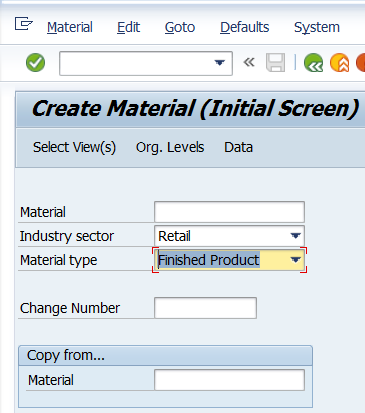 Material Edit Goto Defaults System
Create Material (Initial Screen)
Select View(s) Org. Levels Data
Material
Industry sector Retail
Material type Finished Product
Change Number
Copy from...
Material